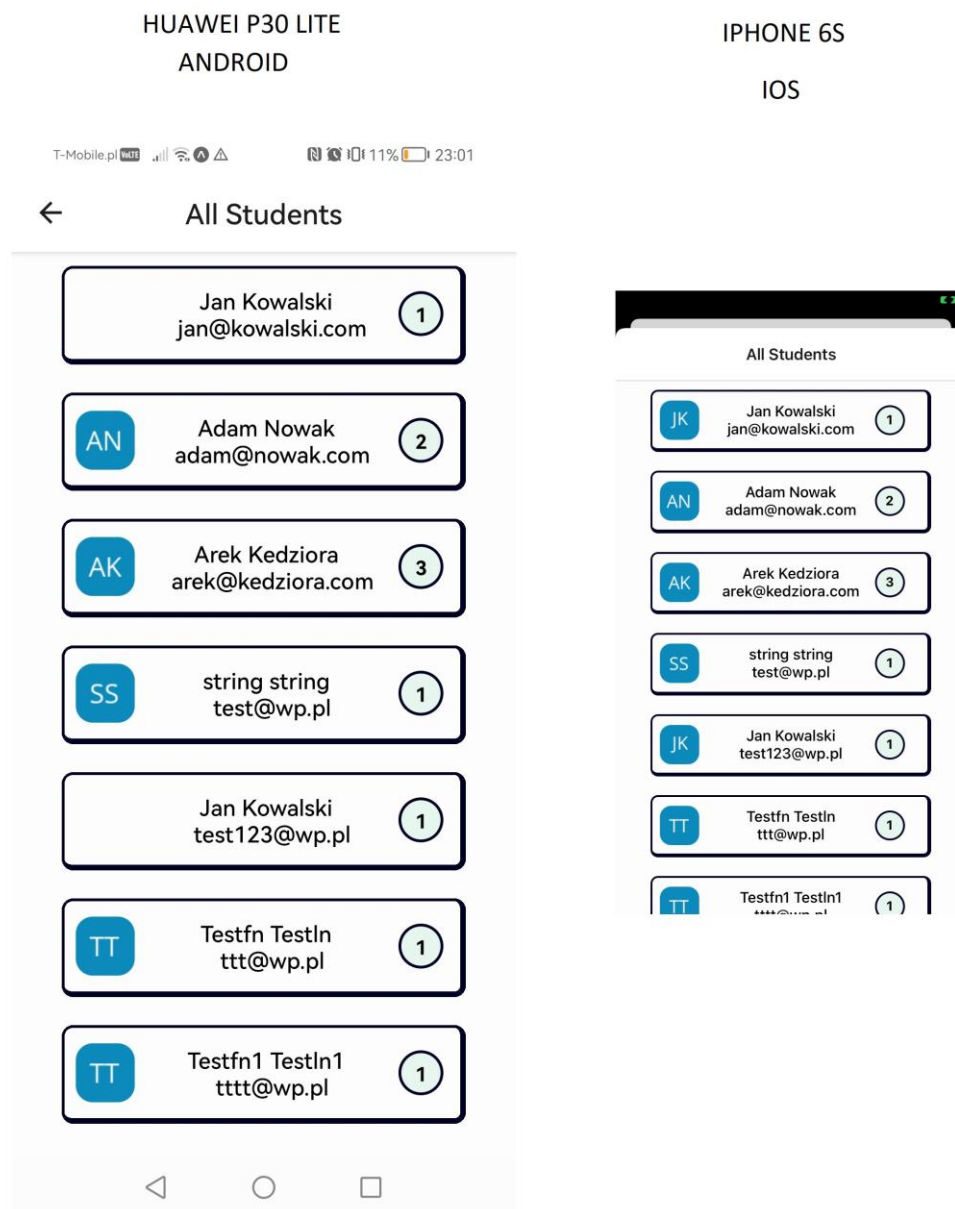 HUAWEI P30 LITE
ANDROID
T-Mobile.pl VoLTE 11% 23:01
All Students
Jan Kowalski
jan@kowalski.com
1
AN
Adam Nowak
adam@nowak.com
2
AK
Arek Kedziora
arek@kedziora.com
3
SS
string string
test@wp.pl
1
Jan Kowalski
test123@wp.pl
1
TT
Testfn Testln
ttt@wp.pl
1
TT
Testfn1 Testln1
tttt@wp.pl
1
IPHONE 6S
IOS
All Students
JK
Jan Kowalski
jan@kowalski.com
1
AN
Adam Nowak
adam@nowak.com
2
AK
Arek Kedziora
arek@kedziora.com
3
SS
string string
test@wp.pl
1
JK
Jan Kowalski
test123@wp.pl
1
TT
Testfn Testln
ttt@wp.pl
1
TT
Testfn1 Testln1
1